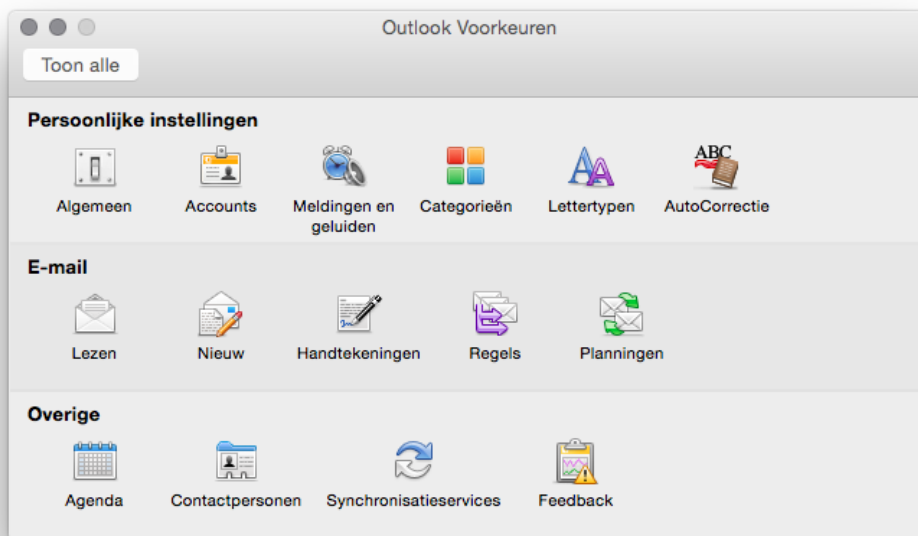 Outlook Voorkeuren
Toon alle
Persoonlijke instellingen
ABC
Algemeen Accounts Meldingen en geluiden Categorieën Lettertypen AutoCorrectie
E-mail
Lezen Nieuw Handtekeningen Regels Planningen
Overige
Agenda Contactpersonen Synchronisatieservices Feedback